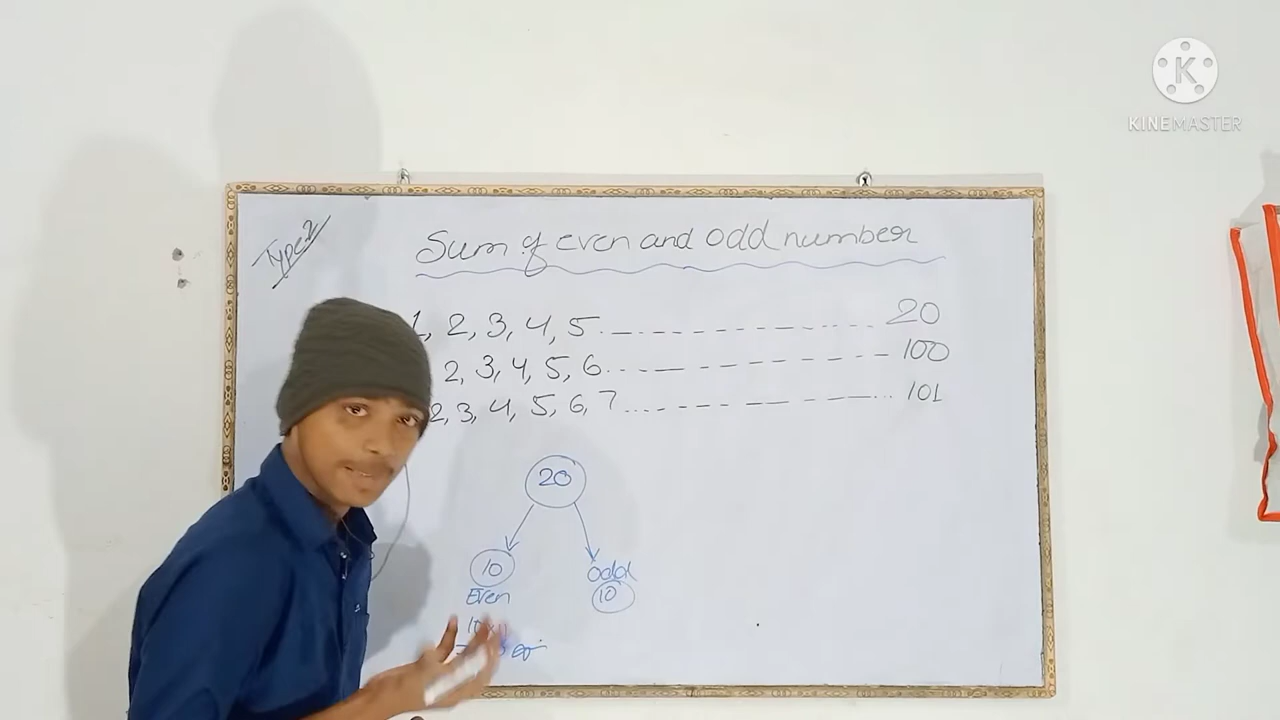 KINEMASTER
Type 2
Sum of even and odd number
1, 2, 3, 4, 5 ............ 20
2, 3, 4, 5, 6 ............ 100
2, 3, 4, 5, 6, 7 ............ 101
20
10
Odd
Even
10